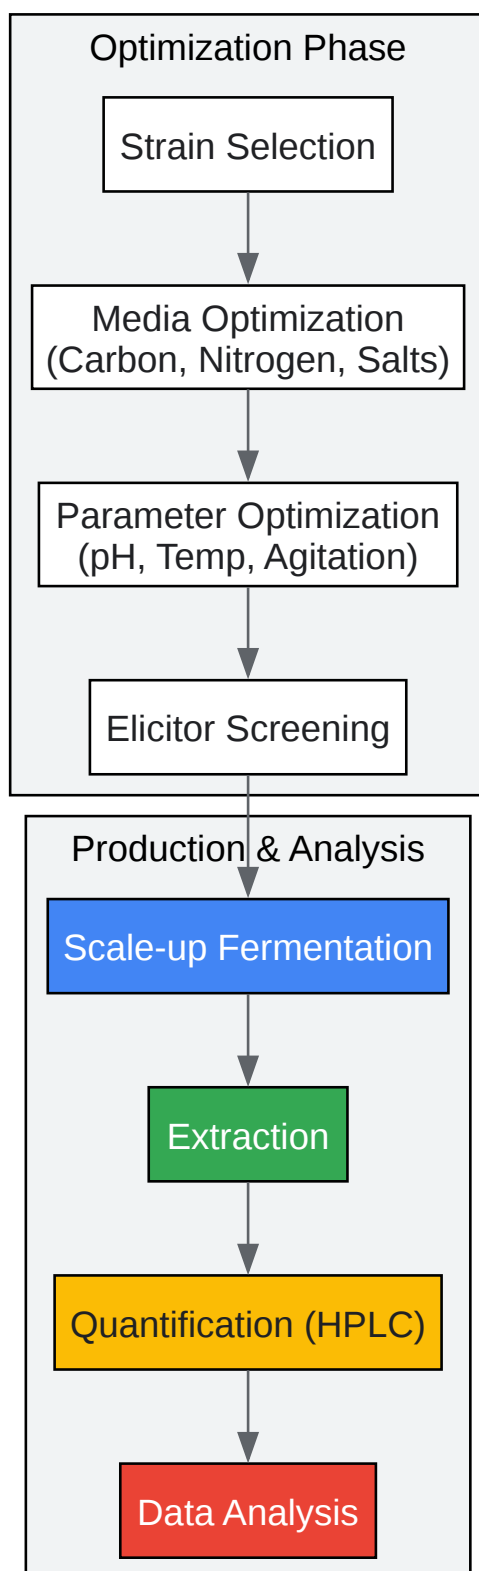 Optimization Phase
Strain Selection
Media Optimization
(Carbon, Nitrogen, Salts)
Parameter Optimization
(pH, Temp, Agitation)
Elicitor Screening
Production & Analysis
Scale-up Fermentation
Extraction
Quantification (HPLC)
Data Analysis